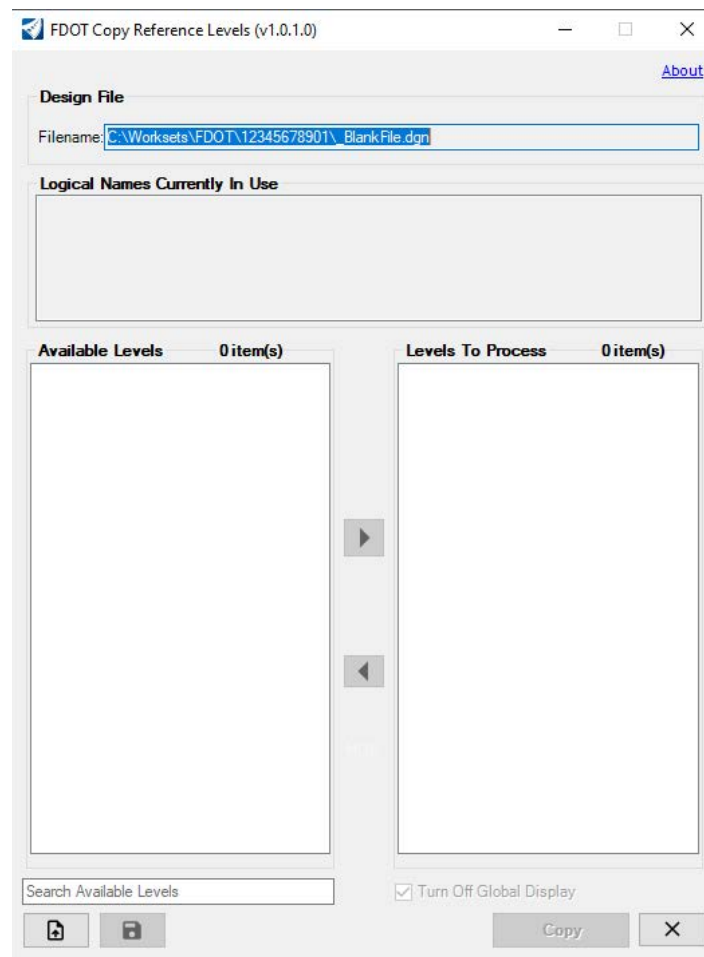 FDOT Copy Reference Levels (v1.0.1.0)
About
Design File
Filename: C:\Worksets\FDOT\12345678901\_BlankFile.dgn
Logical Names Currently In Use
Available Levels 0 item(s)
Levels To Process 0 item(s)
Search Available Levels
Turn Off Global Display
Copy